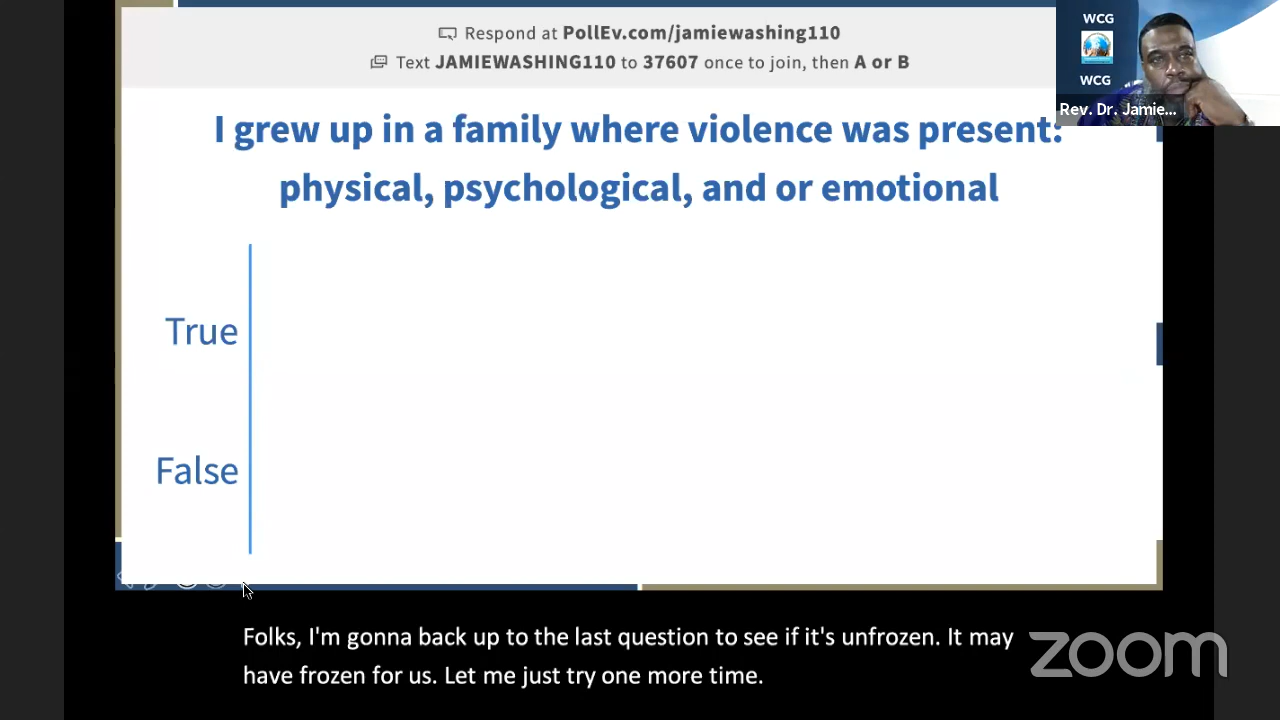 Respond at PollEv.com/jamiewashing110
Text JAMIEWASHING110 to 37607 once to join, then A or B
WCG
WCG
Rev. Dr. Jamie...
I grew up in a family where violence was present:
physical, psychological, and or emotional
True
False
Folks, I'm gonna back up to the last question to see if it's unfrozen. It may
have frozen for us. Let me just try one more time.
zoom